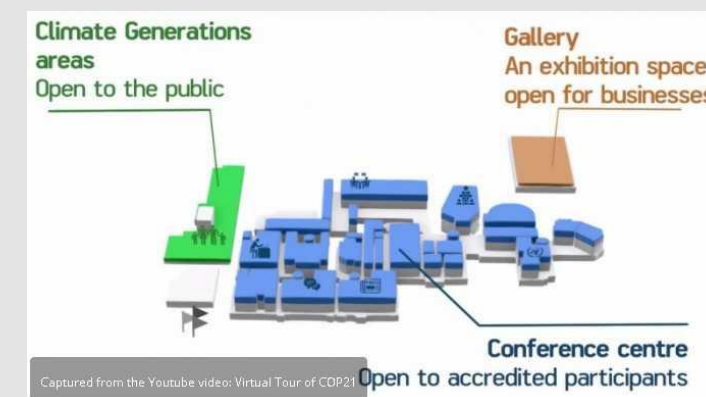 Climate Generations
areas
Open to the public
Gallery
An exhibition space
open for businesses
Conference centre
Open to accredited participants
Captured from the Youtube video: Virtual Tour of COP21